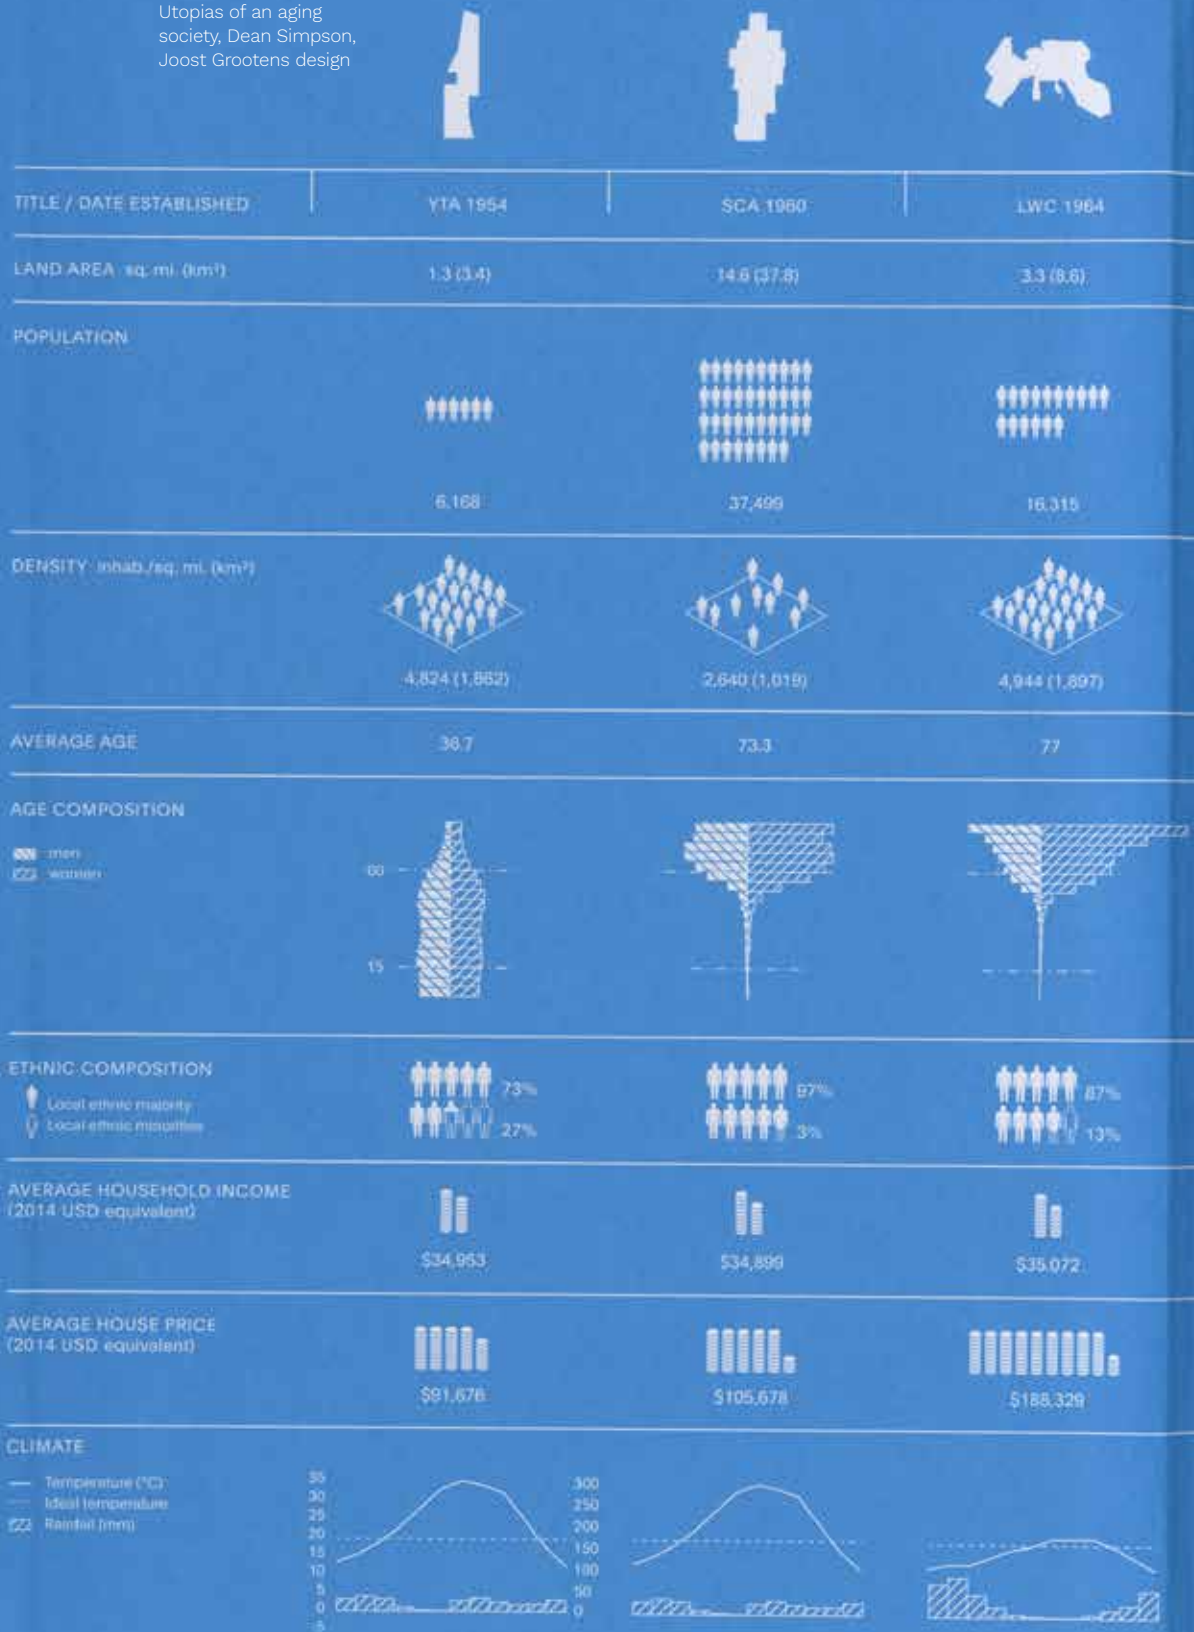 Utopias of an aging
society, Dean Simpson,
Joost Grootens design
TITLE / DATE ESTABLISHED
YTA 1954
SCA 1960
LWC 1964
LAND AREA sq. mi. (km²)
1.3 (3.4)
14.6 (37.8)
3.3 (8.6)
POPULATION
6,168
37,499
16,315
DENSITY inhab./sq. mi. (km²)
4,824 (1,862)
2,640 (1,019)
4,944 (1,897)
AVERAGE AGE
36.7
73.3
77
AGE COMPOSITION
men
women
60
15
ETHNIC COMPOSITION
Local ethnic majority
Local ethnic minorities
73%
27%
97%
3%
87%
13%
AVERAGE HOUSEHOLD INCOME
(2014 USD equivalent)
$34,953
$34,899
$35,072
AVERAGE HOUSE PRICE
(2014 USD equivalent)
$91,676
$105,678
$188,329
CLIMATE
Temperature (°C)
Ideal temperature
Rainfall (mm)
35
30
25
20
15
10
5
0
5
300
250
200
150
100
50
0